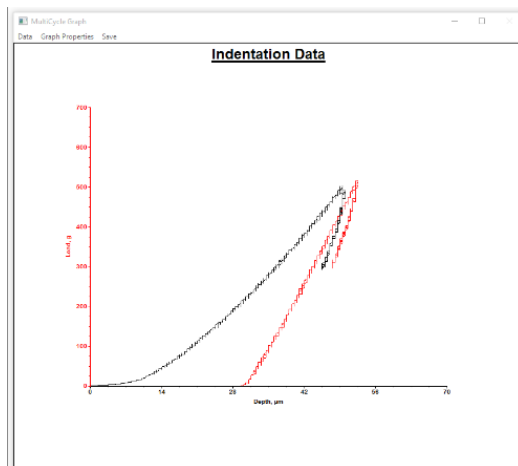 MultiCycle Graph
Data Graph Properties Save
Indentation Data
700
600
500
400
300
200
100
0
Load, g
0 14 28 42 56 70
Depth, µm